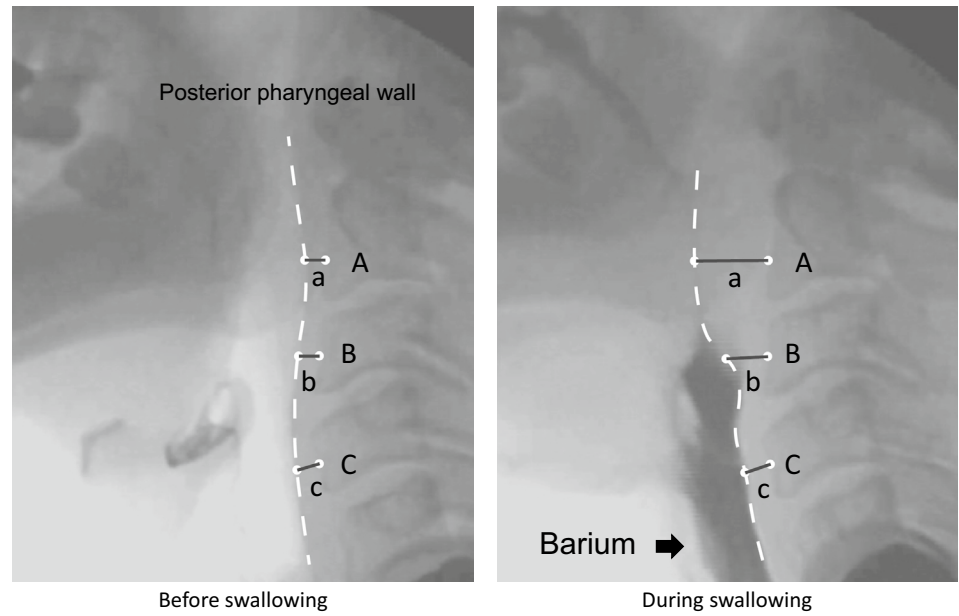 Posterior pharyngeal wall
A
a
B
b
C
c
Before swallowing
A
a
B
b
C
c
Barium
During swallowing